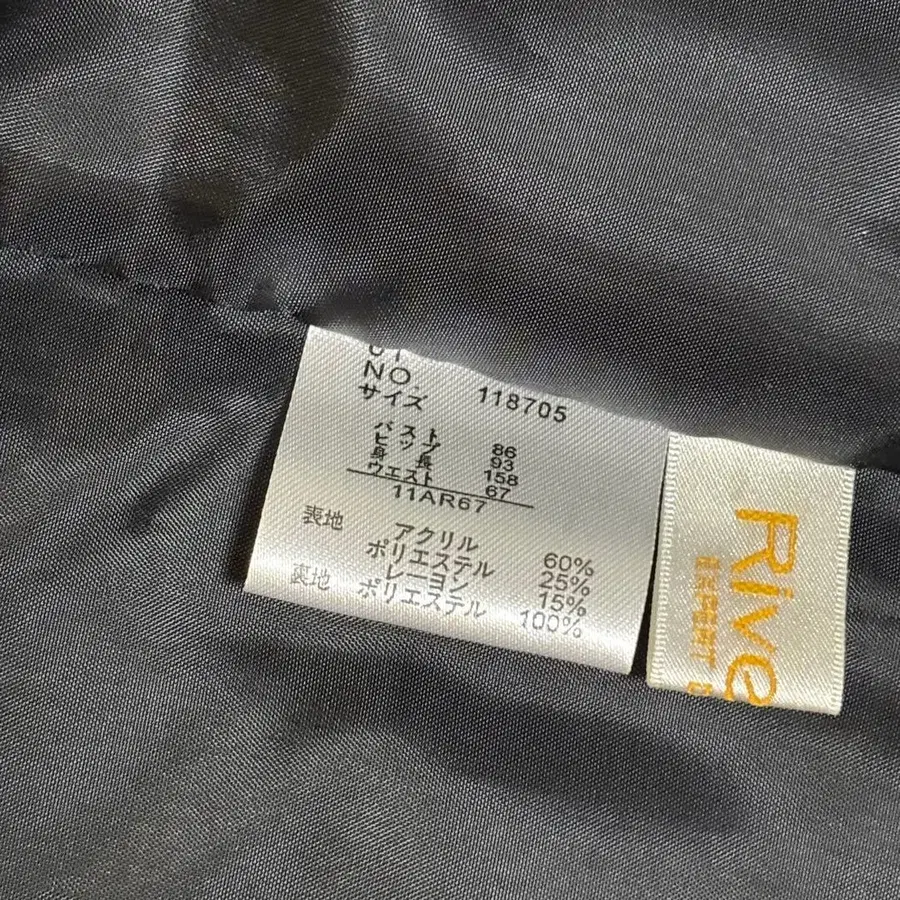 NO. 118705
サイズ
バスト 86
ヒップ 93
身長 158
ウエスト 67
11AR67
表地 アクリル 60%
ポリエステル 25%
レーヨン 15%
裏地 ポリエステル 100%
Rive
EXPERT